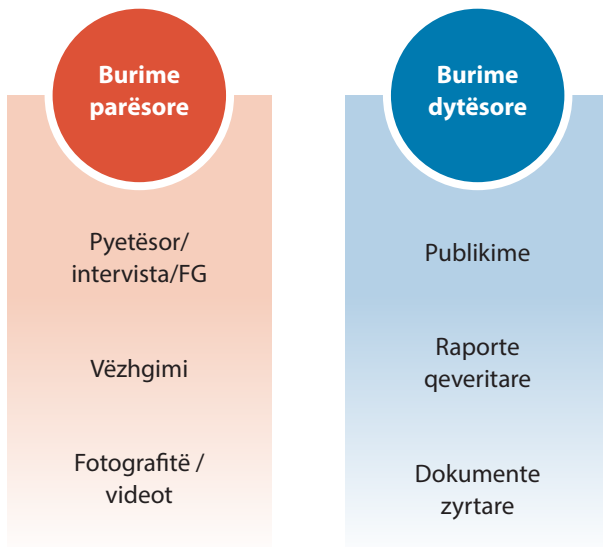 Burime
parësore
Pyetësor/
intervista/FG
Vëzhgimi
Fotografitë /
videot
Burime
dytësore
Publikime
Raporte
qeveritare
Dokumente
zyrtare